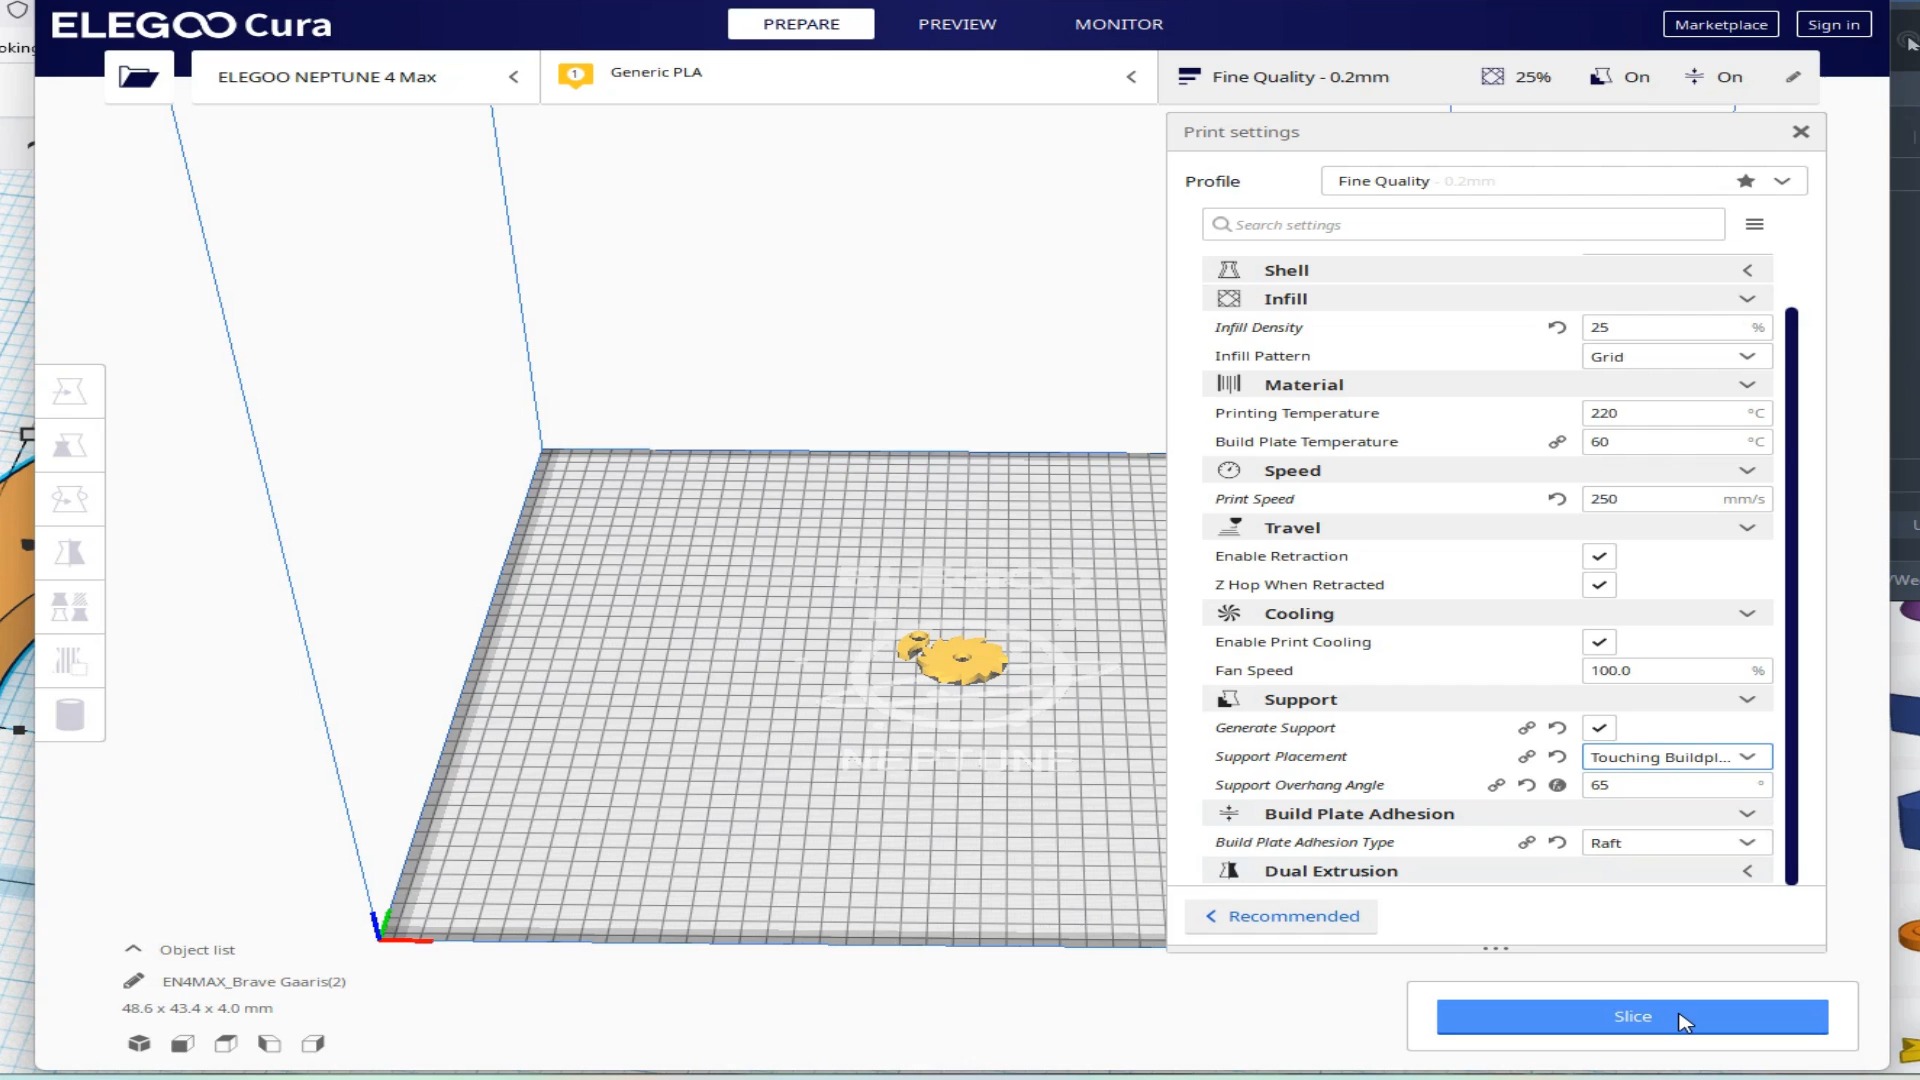 ELEGOO Cura
PREPARE
PREVIEW
MONITOR
Marketplace
Sign in
ELEGOO NEPTUNE 4 Max
1
Generic PLA
Fine Quality - 0.2mm
25%
On
On
Print settings
Profile
Fine Quality - 0.2mm
Search settings
Shell
Infill
Infill Density
25 %
Infill Pattern
Grid
Material
Printing Temperature
220 °C
Build Plate Temperature
60 °C
Speed
Print Speed
250 mm/s
Travel
Enable Retraction
Z Hop When Retracted
Cooling
Enable Print Cooling
Fan Speed
100.0 %
Support
Generate Support
Support Placement
Touching Buildpl...
Support Overhang Angle
65 °
Build Plate Adhesion
Build Plate Adhesion Type
Raft
Dual Extrusion
Recommended
NEPTUNE
Object list
EN4MAX_Brave Gaaris(2)
48.6 x 43.4 x 4.0 mm
Slice